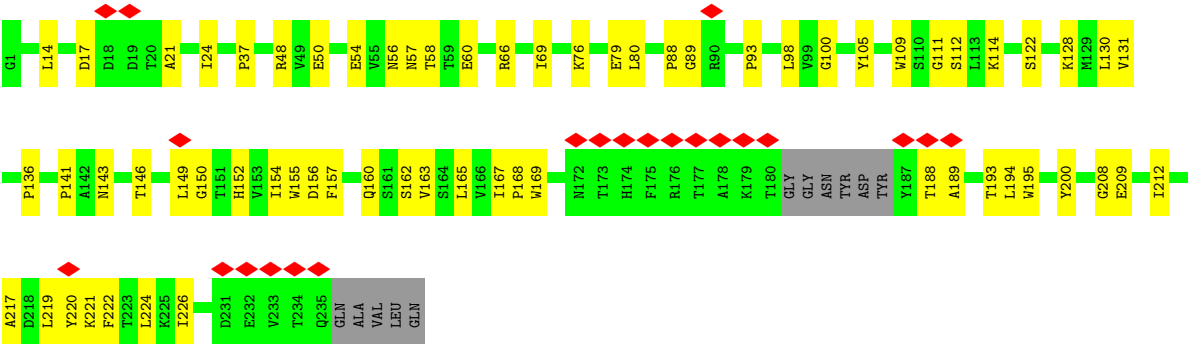 G1 L14 D17 D18 D19 T20 A21 I24 P37 R48 V49 E50 E54 V55 N56 N57 T58 T59 E60 R66 I69 K76 E79 L80 P88 G89 R90 P93 L98 V99 G100 Y105 W109 S110 G111 S112 L113 K114 S122 K128 M129 L130 V131
P136 P141 A142 N143 T146 L149 G150 T151 H152 V153 I154 W155 D156 F157 Q160 S161 S162 V163 S164 L165 V166 I167 P168 W169 N172 T173 H174 F175 R176 T177 A178 K179 T180 GLY GLY ASN TYR ASP TYR Y187 T188 A189 T193 L194 W195 Y200 G208 E209 I212
A217 D218 L219 Y220 K221 F222 T223 L224 K225 I226 D231 E232 V233 T234 Q235 GLN ALA VAL LEU GLN